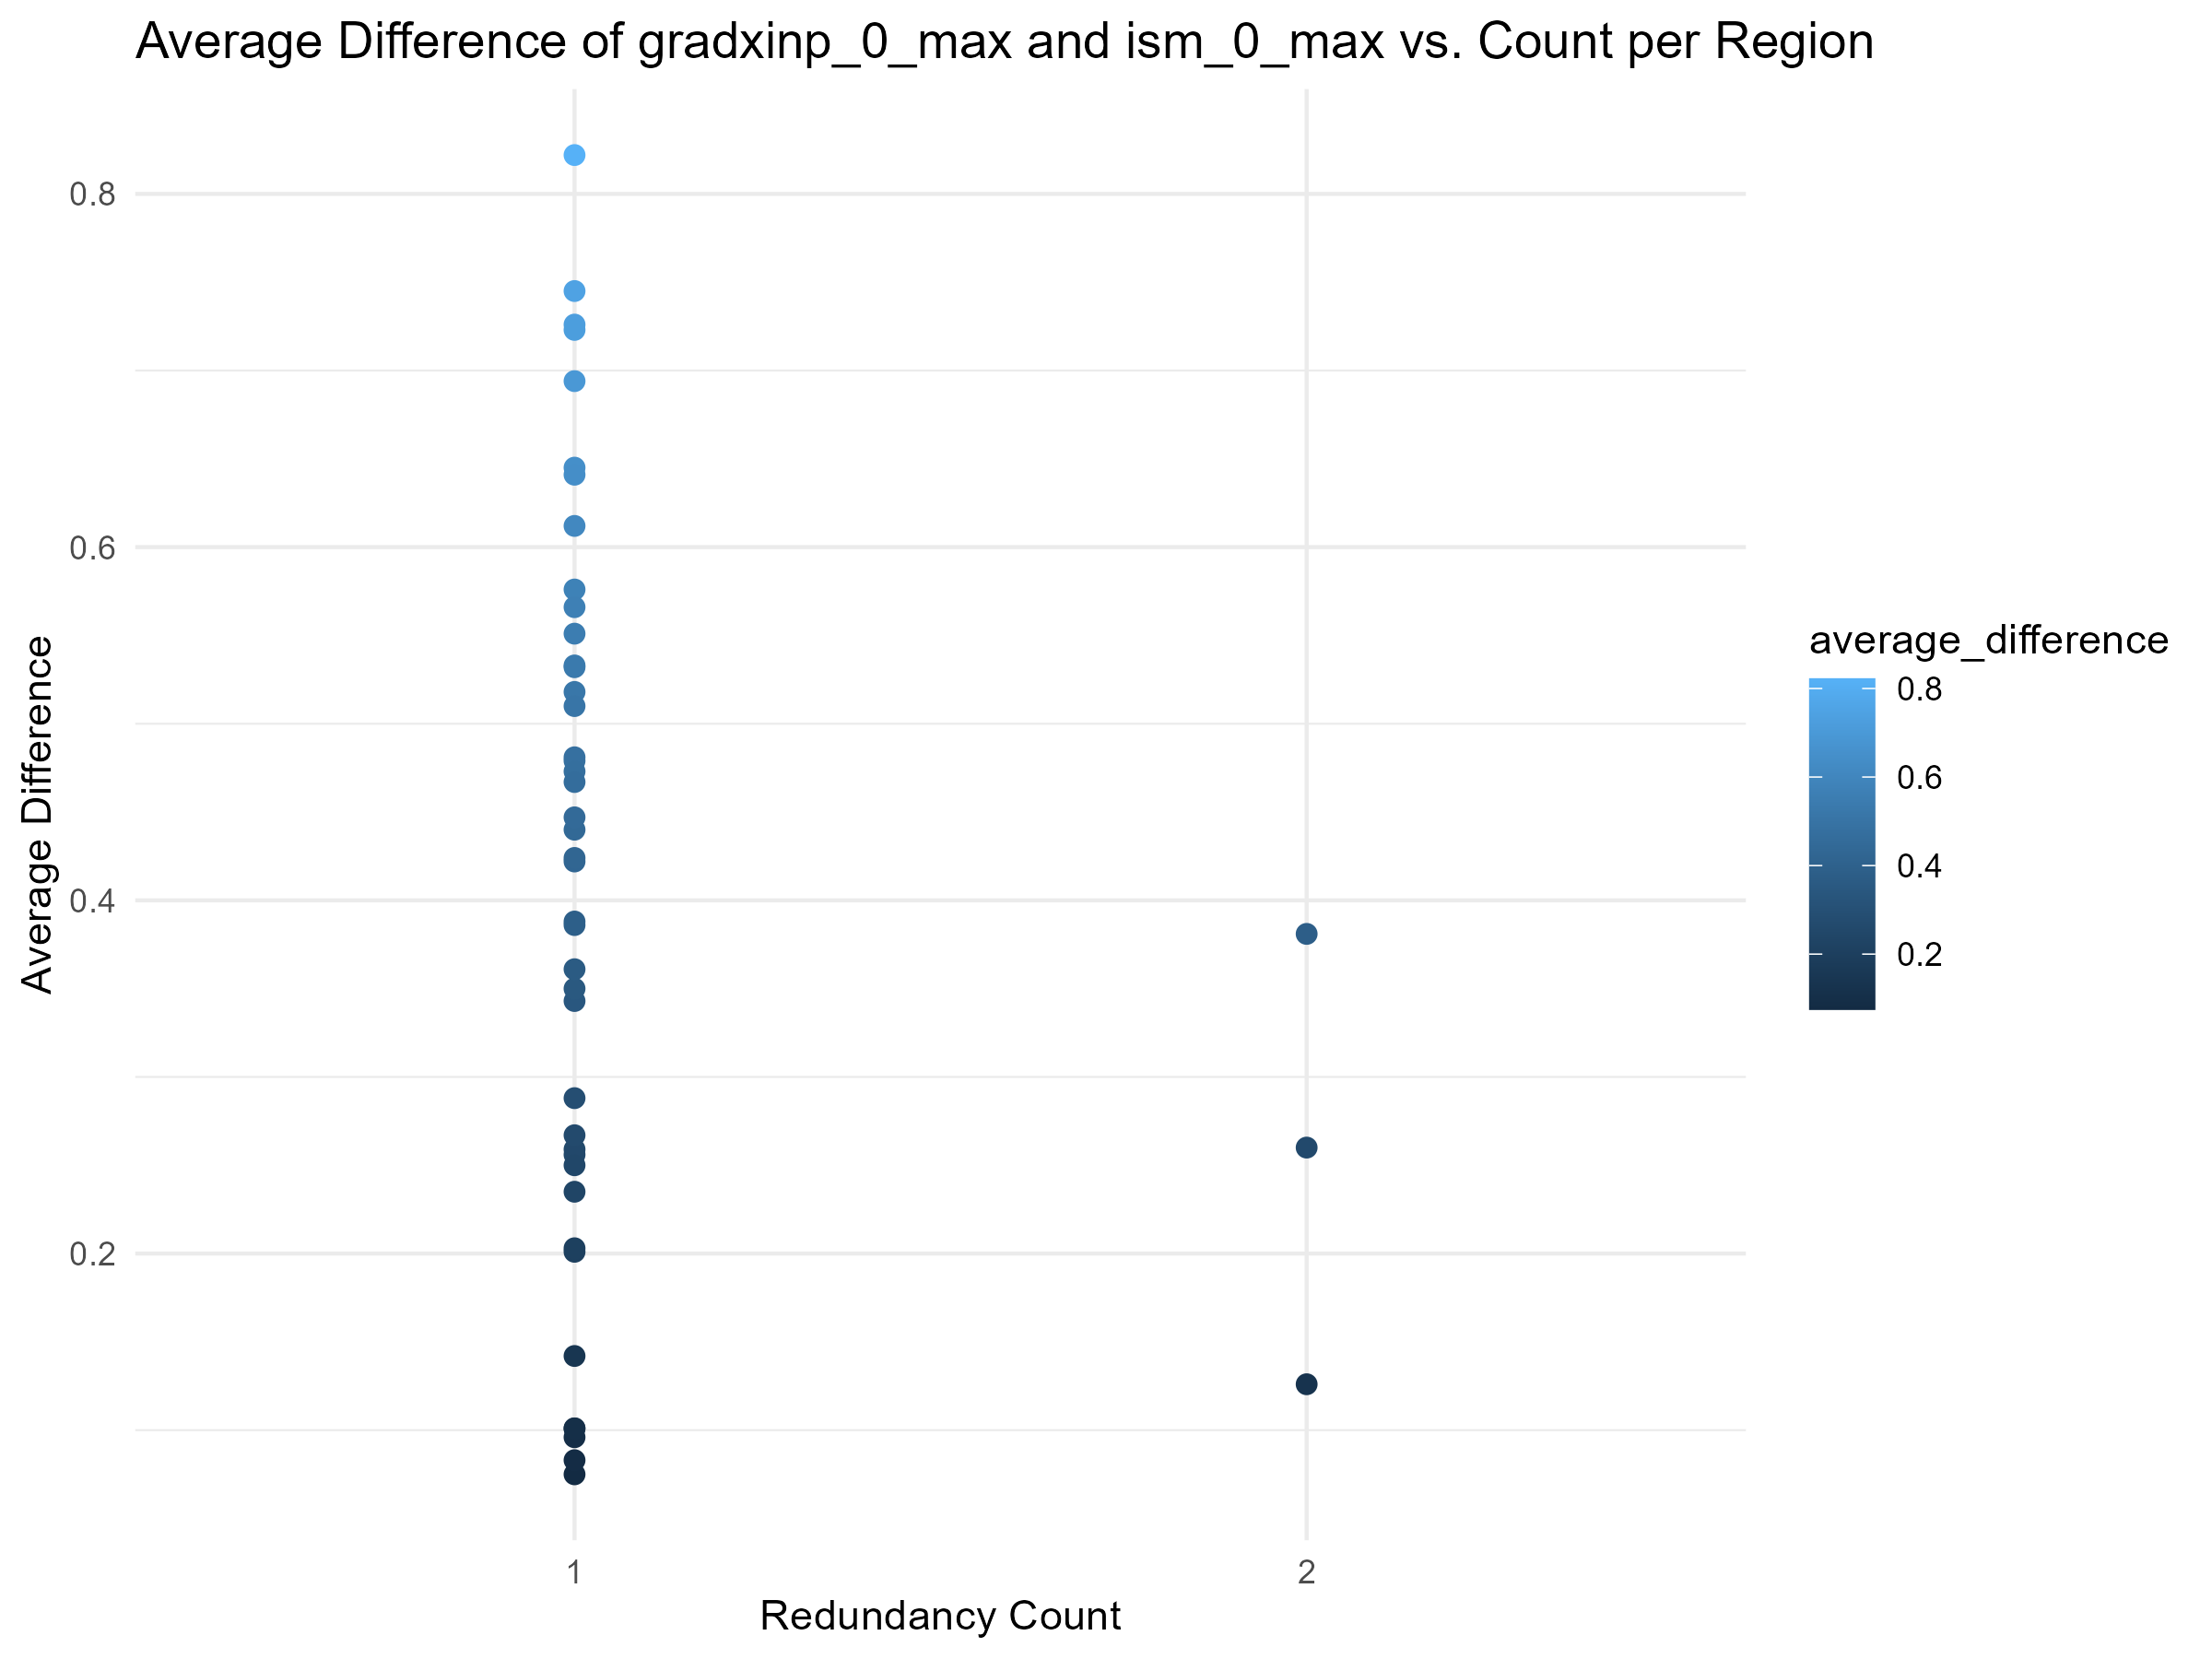 Average Difference of gradxinp_0_max and ism_0_max vs. Count per Region
Average Difference
0.8
0.6
0.4
0.2
1
2
Redundancy Count
average_difference
0.8
0.6
0.4
0.2